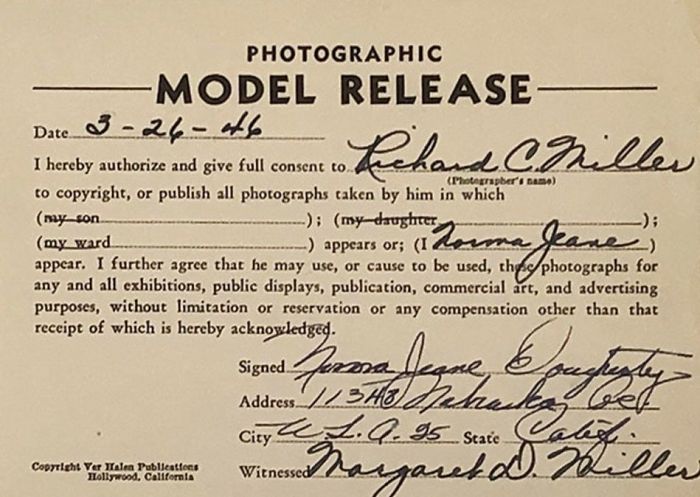 PHOTOGRAPHIC
MODEL RELEASE
Date 3-26-46
I hereby authorize and give full consent to Richard C Miller
(Photographer's name)
to copyright, or publish all photographs taken by him in which
(my son ); (my daughter );
(my ward ) appears or; (I Norma Jeane )
appear. I further agree that he may use, or cause to be used, these photographs for
any and all exhibitions, public displays, publication, commercial art, and advertising
purposes, without limitation or reservation or any compensation other than that
receipt of which is hereby acknowledged.
Signed Norma Jeane Dougherty
Address 11348 Nebraska
City W L.A. 25 State Calif.
Witnessed Margaret D. Miller
Copyright Ver Halen Publications
Hollywood, California